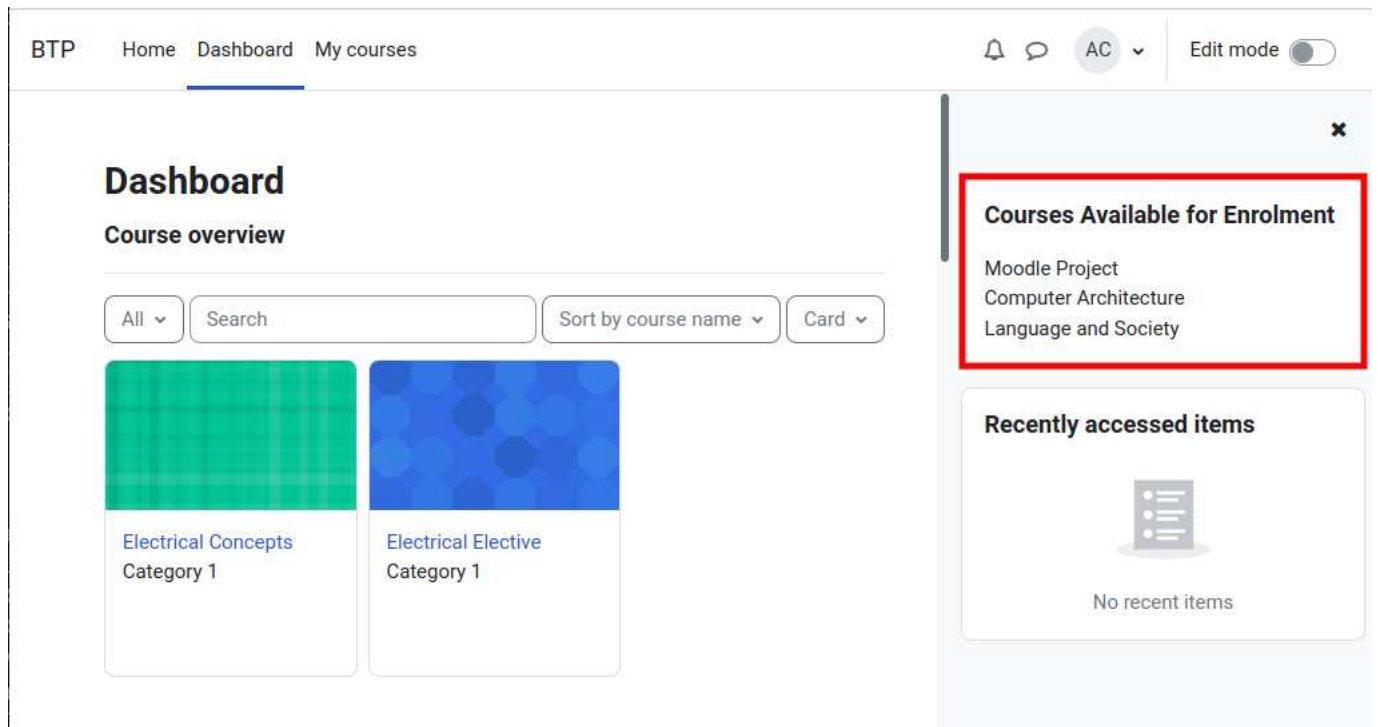 BTP Home Dashboard My courses AC Edit mode
Dashboard
Course overview
All Search Sort by course name Card
Electrical Concepts
Category 1
Electrical Elective
Category 1
Courses Available for Enrolment
Moodle Project
Computer Architecture
Language and Society
Recently accessed items
No recent items